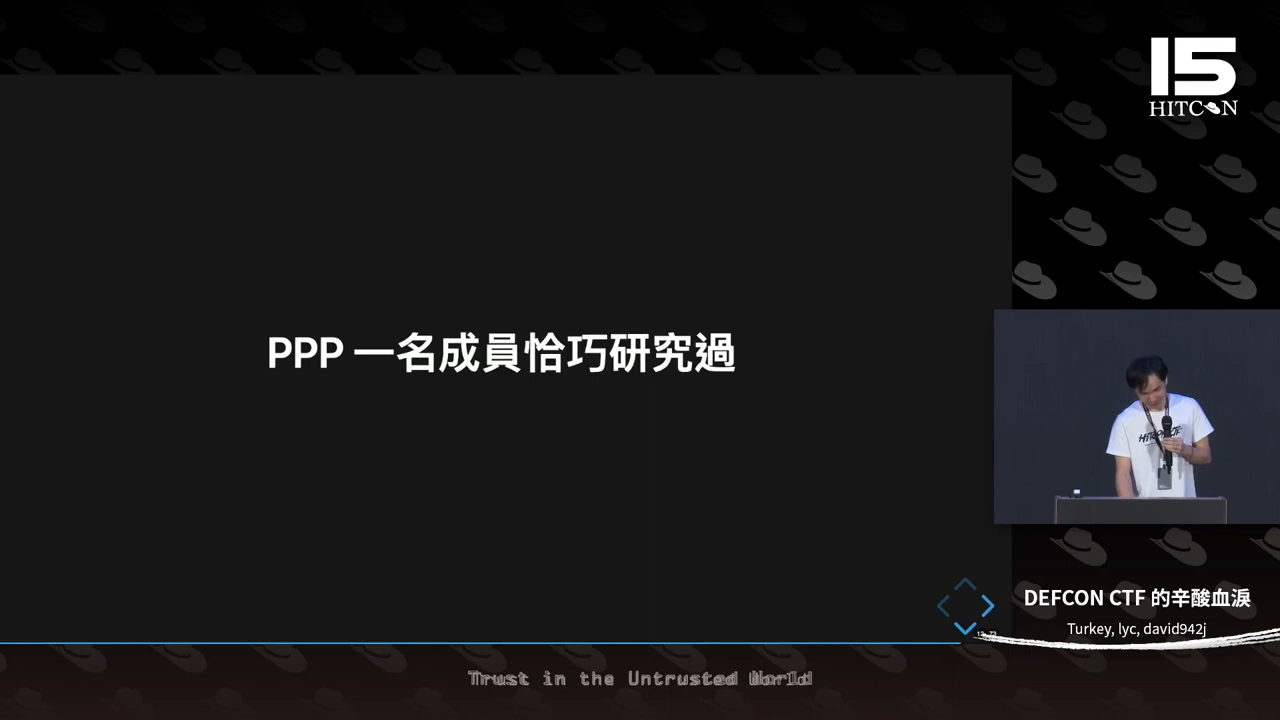 15
HITCON
PPP 一名成員恰巧研究過
DEFCON CTF 的辛酸血淚
Turkey, lyc, david942j
Trust in the Untrusted World